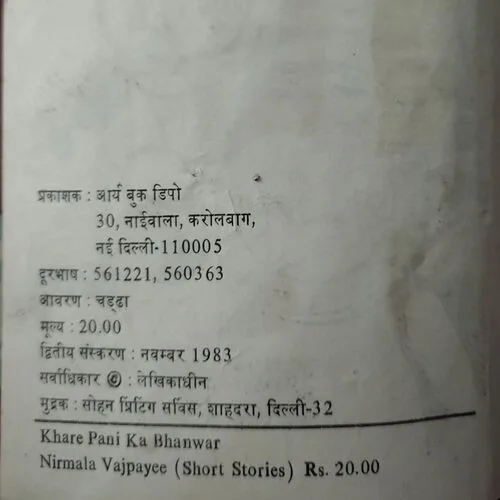 प्रकाशक : आर्य बुक डिपो
30, नाईवाला, करोलबाग,
नई दिल्ली-110005
दूरभाष : 561221, 560363
आवरण : चड्ढा
मूल्य : 20.00
द्वितीय संस्करण : नवम्बर 1983
सर्वाधिकार © : लेखिकाधीन
मुद्रक : सोहन प्रिंटिग सर्विस, शाहदरा, दिल्ली-32
Khare Pani Ka Bhanwar
Nirmala Vajpayee (Short Stories) Rs. 20.00